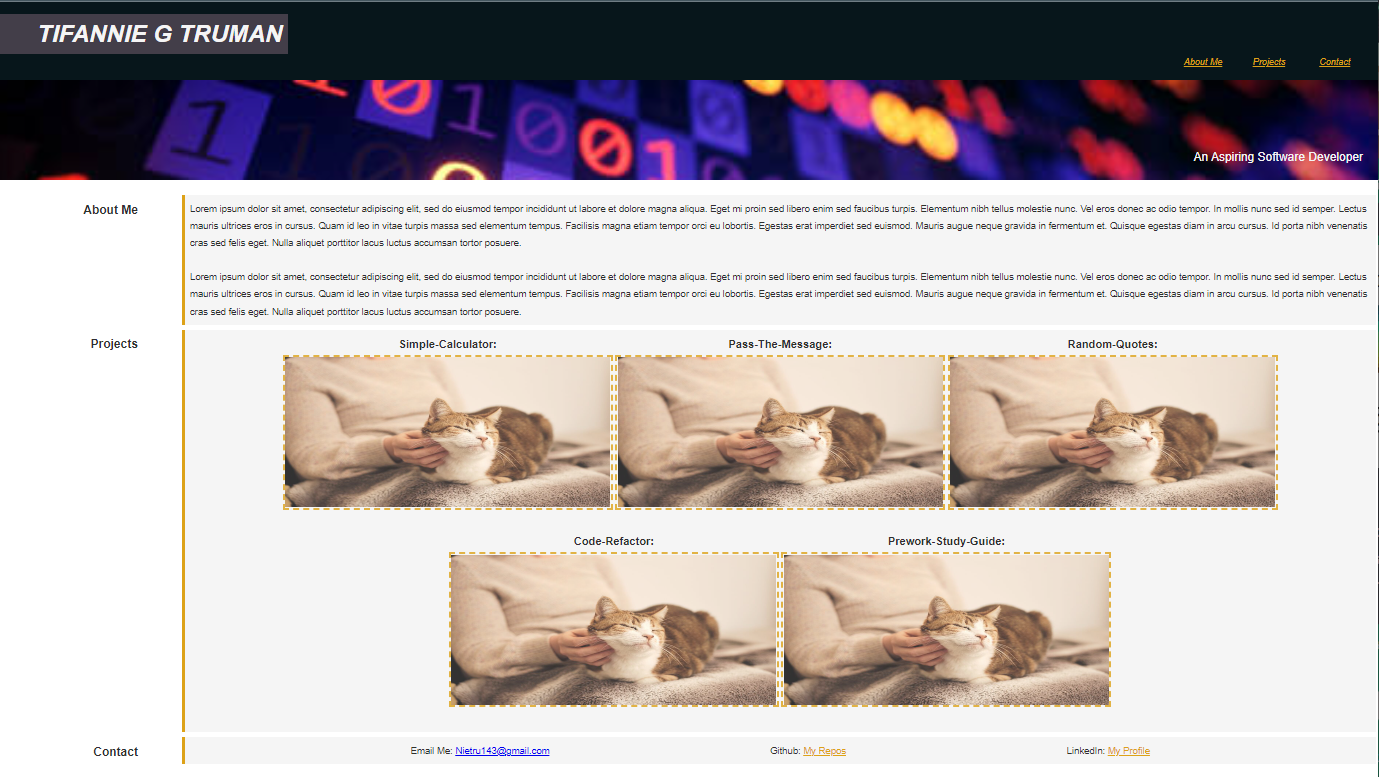 TIFANNIE G TRUMAN
About Me Projects Contact
1 0 1 0 0 1
An Aspiring Software Developer
About Me
Lorem ipsum dolor sit amet, consectetur adipiscing elit, sed do eiusmod tempor incididunt ut labore et dolore magna aliqua. Eget mi proin sed libero enim sed faucibus turpis. Elementum nibh tellus molestie nunc. Vel eros donec ac odio tempor. In mollis nunc sed id semper. Lectus
mauris ultrices eros in cursus. Quam id leo in vitae turpis massa sed elementum tempus. Facilisis magna etiam tempor orci eu lobortis. Egestas erat imperdiet sed euismod. Mauris augue neque gravida in fermentum et. Quisque egestas diam in arcu cursus. Id porta nibh venenatis
cras sed felis eget. Nulla aliquet porttitor lacus luctus accumsan tortor posuere.
Lorem ipsum dolor sit amet, consectetur adipiscing elit, sed do eiusmod tempor incididunt ut labore et dolore magna aliqua. Eget mi proin sed libero enim sed faucibus turpis. Elementum nibh tellus molestie nunc. Vel eros donec ac odio tempor. In mollis nunc sed id semper. Lectus
mauris ultrices eros in cursus. Quam id leo in vitae turpis massa sed elementum tempus. Facilisis magna etiam tempor orci eu lobortis. Egestas erat imperdiet sed euismod. Mauris augue neque gravida in fermentum et. Quisque egestas diam in arcu cursus. Id porta nibh venenatis
cras sed felis eget. Nulla aliquet porttitor lacus luctus accumsan tortor posuere.
Projects
Simple-Calculator: Pass-The-Message: Random-Quotes:
Code-Refactor: Prework-Study-Guide:
Contact
Email Me: Nietru143@gmail.com Github: My Repos LinkedIn: My Profile